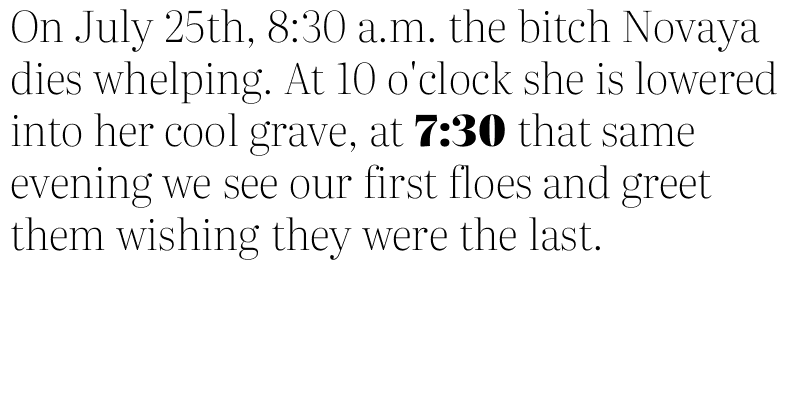 On July 25th, 8:30 a.m. the bitch Novaya
dies whelping. At 10 o'clock she is lowered
into her cool grave, at 7:30 that same
evening we see our first floes and greet
them wishing they were the last.